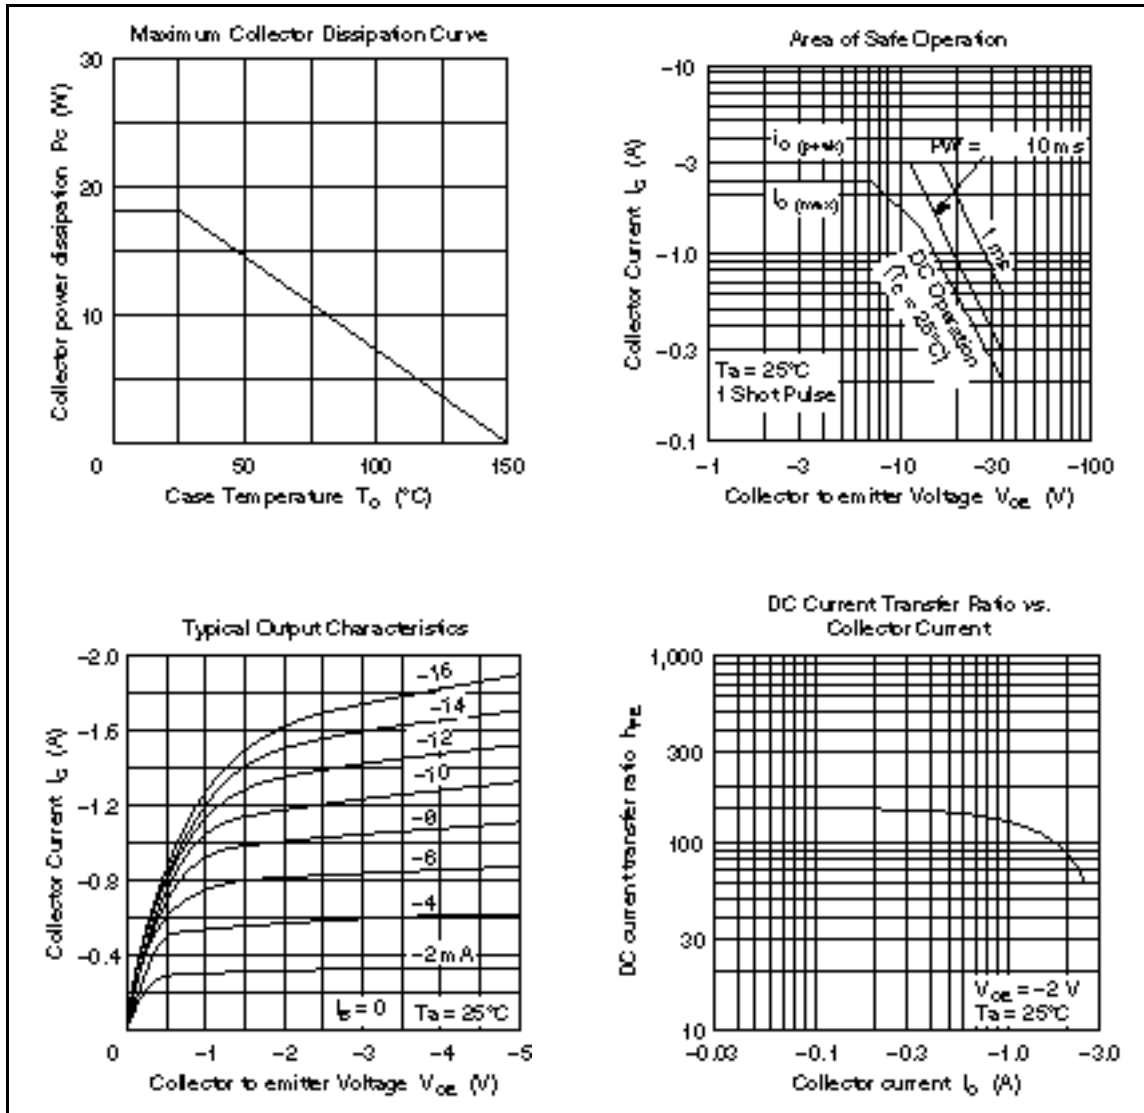 Maximum Collector Dissipation Curve
30
20
10
0
50
100
150
Collector power dissipation Pc (W)
Case Temperature TC (°C)
Area of Safe Operation
–10
–3
–1.0
–0.3
–0.1
–1
–3
–10
–30
–100
iC (peak)
IC (max)
PW = 10 ms
1 ms
DC Operation
(TC = 25°C)
Ta = 25°C
1 Shot Pulse
Collector Current IC (A)
Collector to emitter Voltage VCE (V)
Typical Output Characteristics
–2.0
–1.6
–1.2
–0.8
–0.4
0
–1
–2
–3
–4
–5
–16
–14
–12
–10
–8
–6
–4
–2 mA
IB = 0
Ta = 25°C
Collector Current IC (A)
Collector to emitter Voltage VCE (V)
DC Current Transfer Ratio vs.
Collector Current
1,000
300
100
30
10
–0.03
–0.1
–0.3
–1.0
–3.0
VCE = –2 V
Ta = 25°C
DC current transfer ratio hFE
Collector current IC (A)